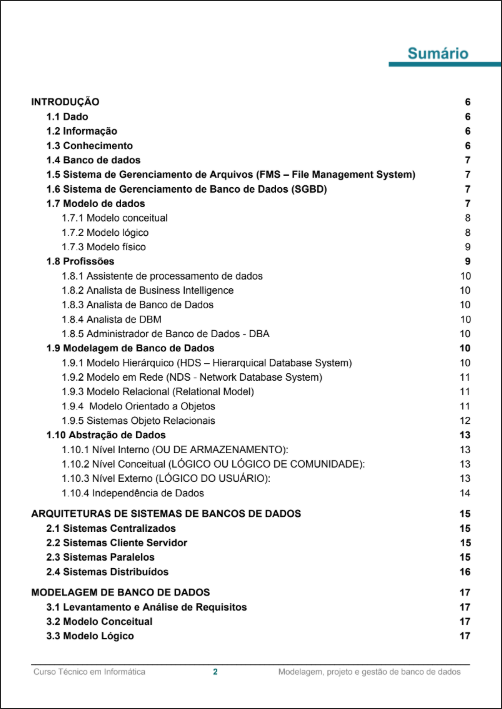 Sumário
INTRODUÇÃO 6
1.1 Dado 6
1.2 Informação 6
1.3 Conhecimento 6
1.4 Banco de dados 7
1.5 Sistema de Gerenciamento de Arquivos (FMS – File Management System) 7
1.6 Sistema de Gerenciamento de Banco de Dados (SGBD) 7
1.7 Modelo de dados 7
1.7.1 Modelo conceitual 8
1.7.2 Modelo lógico 8
1.7.3 Modelo físico 9
1.8 Profissões 9
1.8.1 Assistente de processamento de dados 10
1.8.2 Analista de Business Intelligence 10
1.8.3 Analista de Banco de Dados 10
1.8.4 Analista de DBM 10
1.8.5 Administrador de Banco de Dados - DBA 10
1.9 Modelagem de Banco de Dados 10
1.9.1 Modelo Hierárquico (HDS – Hierarquical Database System) 10
1.9.2 Modelo em Rede (NDS - Network Database System) 11
1.9.3 Modelo Relacional (Relational Model) 11
1.9.4 Modelo Orientado a Objetos 11
1.9.5 Sistemas Objeto Relacionais 12
1.10 Abstração de Dados 13
1.10.1 Nível Interno (OU DE ARMAZENAMENTO): 13
1.10.2 Nível Conceitual (LÓGICO OU LÓGICO DE COMUNIDADE): 13
1.10.3 Nível Externo (LÓGICO DO USUÁRIO): 13
1.10.4 Independência de Dados 14
ARQUITETURAS DE SISTEMAS DE BANCOS DE DADOS 15
2.1 Sistemas Centralizados 15
2.2 Sistemas Cliente Servidor 15
2.3 Sistemas Paralelos 15
2.4 Sistemas Distribuídos 16
MODELAGEM DE BANCO DE DADOS 17
3.1 Levantamento e Análise de Requisitos 17
3.2 Modelo Conceitual 17
3.3 Modelo Lógico 17
Curso Técnico em Informática 2 Modelagem, projeto e gestão de banco de dados